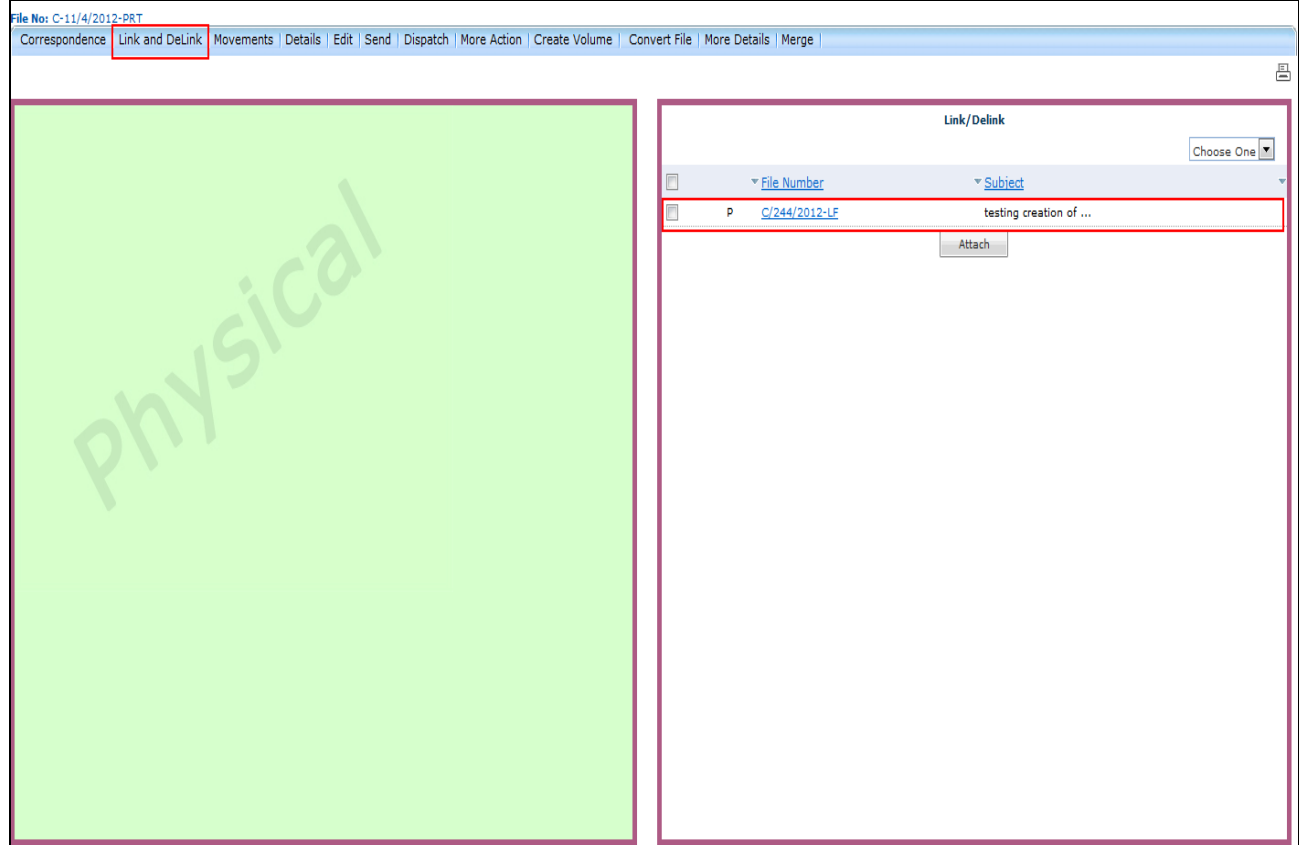 File No: C-11/4/2012-PRT
Correspondence | Link and DeLink | Movements | Details | Edit | Send | Dispatch | More Action | Create Volume | Convert File | More Details | Merge |
Physical
Link/Delink
Choose One
File Number Subject
P C/244/2012-LF testing creation of ...
Attach